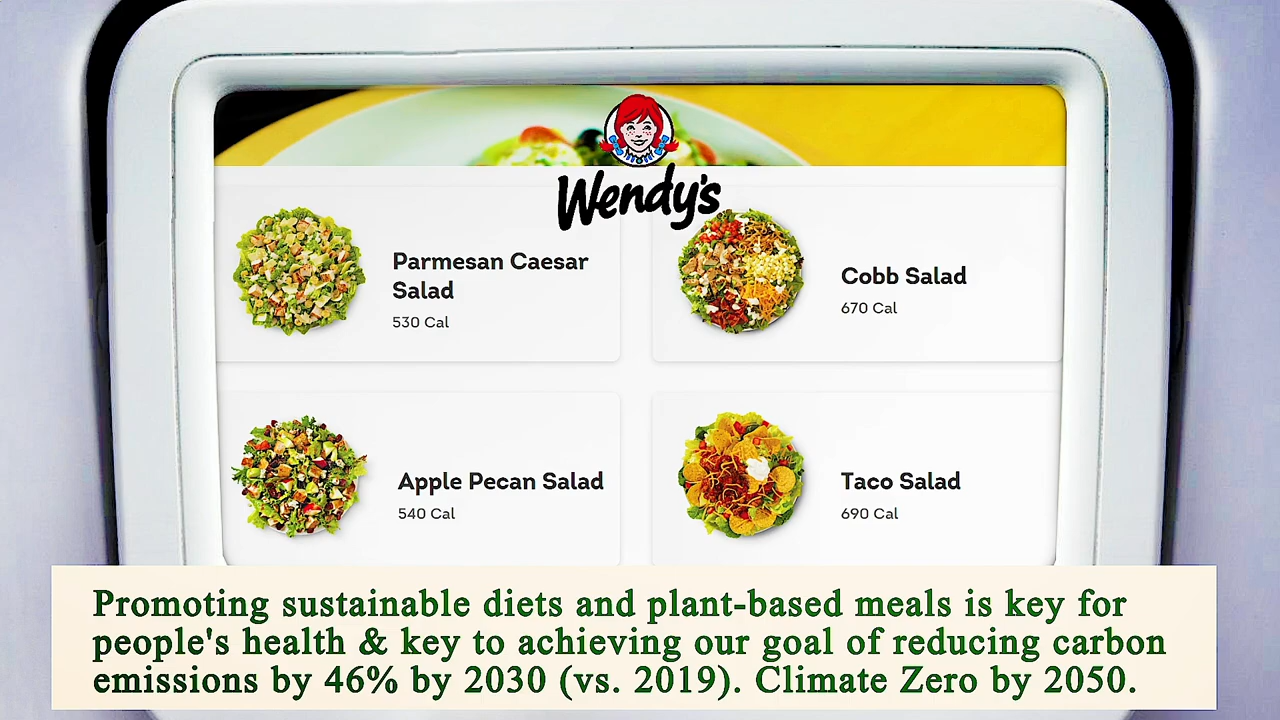 Wendy's
Parmesan Caesar
Salad
530 Cal
Cobb Salad
670 Cal
Apple Pecan Salad
540 Cal
Taco Salad
690 Cal
Promoting sustainable diets and plant-based meals is key for
people's health & key to achieving our goal of reducing carbon
emissions by 46% by 2030 (vs. 2019). Climate Zero by 2050.